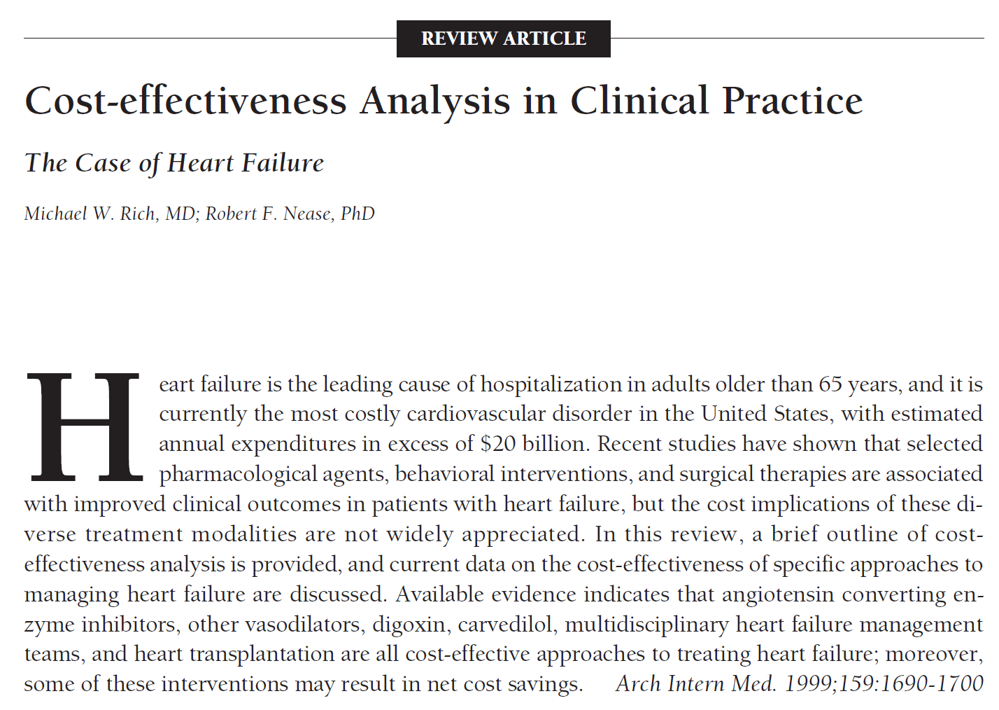 REVIEW ARTICLE
Cost-effectiveness Analysis in Clinical Practice
The Case of Heart Failure
Michael W. Rich, MD; Robert F. Nease, PhD
Heart failure is the leading cause of hospitalization in adults older than 65 years, and it is
currently the most costly cardiovascular disorder in the United States, with estimated
annual expenditures in excess of $20 billion. Recent studies have shown that selected
pharmacological agents, behavioral interventions, and surgical therapies are associated
with improved clinical outcomes in patients with heart failure, but the cost implications of these di-
verse treatment modalities are not widely appreciated. In this review, a brief outline of cost-
effectiveness analysis is provided, and current data on the cost-effectiveness of specific approaches to
managing heart failure are discussed. Available evidence indicates that angiotensin converting en-
zyme inhibitors, other vasodilators, digoxin, carvedilol, multidisciplinary heart failure management
teams, and heart transplantation are all cost-effective approaches to treating heart failure; moreover,
some of these interventions may result in net cost savings. Arch Intern Med. 1999;159:1690-1700